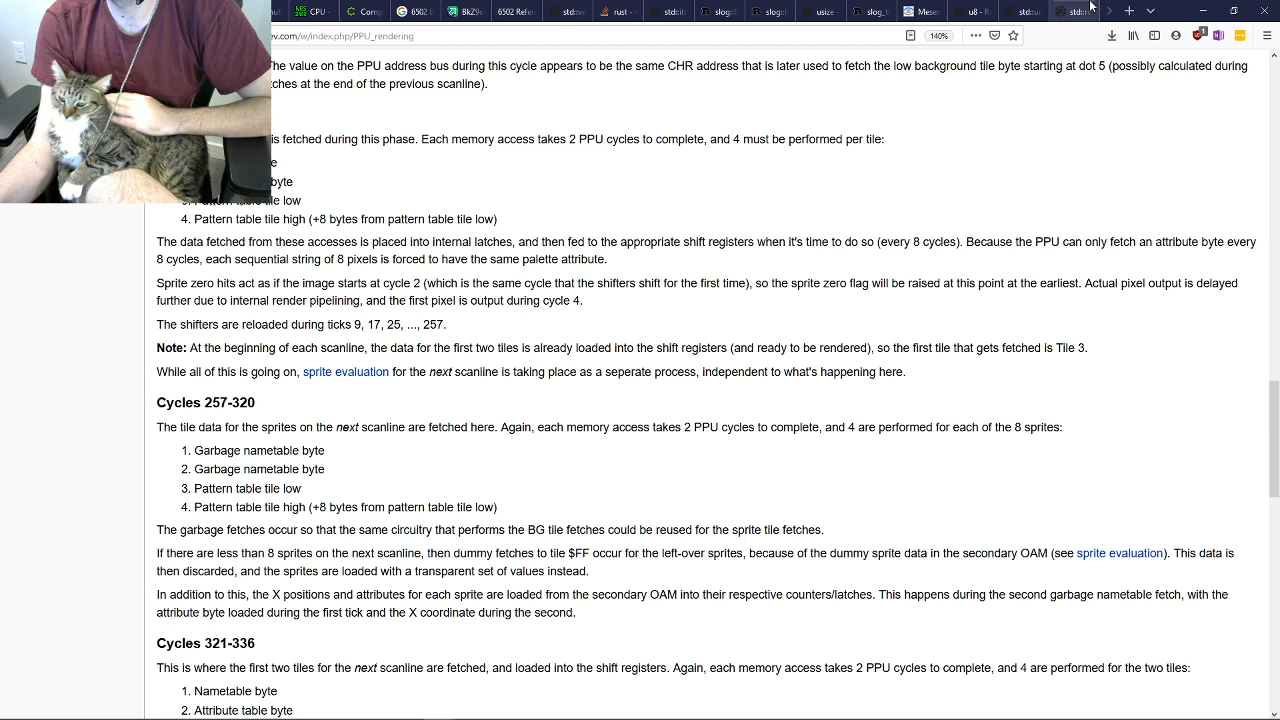 CPU -
Comp
6502 I
BkZ9o
6502 Refer
std::ve
rust -
std::ite
slog0
slog:
usize
slog_t
Meser
u8 - R
std::ur
std::re
ev.com/w/index.php/PPU_rendering
140%
The value on the PPU address bus during this cycle appears to be the same CHR address that is later used to fetch the low background tile byte starting at dot 5 (possibly calculated during
tches at the end of the previous scanline).
is fetched during this phase. Each memory access takes 2 PPU cycles to complete, and 4 must be performed per tile:
e
byte
3. Pattern table tile low
4. Pattern table tile high (+8 bytes from pattern table tile low)
The data fetched from these accesses is placed into internal latches, and then fed to the appropriate shift registers when it's time to do so (every 8 cycles). Because the PPU can only fetch an attribute byte every
8 cycles, each sequential string of 8 pixels is forced to have the same palette attribute.
Sprite zero hits act as if the image starts at cycle 2 (which is the same cycle that the shifters shift for the first time), so the sprite zero flag will be raised at this point at the earliest. Actual pixel output is delayed
further due to internal render pipelining, and the first pixel is output during cycle 4.
The shifters are reloaded during ticks 9, 17, 25, ..., 257.
Note: At the beginning of each scanline, the data for the first two tiles is already loaded into the shift registers (and ready to be rendered), so the first tile that gets fetched is Tile 3.
While all of this is going on, sprite evaluation for the next scanline is taking place as a seperate process, independent to what's happening here.
Cycles 257-320
The tile data for the sprites on the next scanline are fetched here. Again, each memory access takes 2 PPU cycles to complete, and 4 are performed for each of the 8 sprites:
1. Garbage nametable byte
2. Garbage nametable byte
3. Pattern table tile low
4. Pattern table tile high (+8 bytes from pattern table tile low)
The garbage fetches occur so that the same circuitry that performs the BG tile fetches could be reused for the sprite tile fetches.
If there are less than 8 sprites on the next scanline, then dummy fetches to tile $FF occur for the left-over sprites, because of the dummy sprite data in the secondary OAM (see sprite evaluation). This data is
then discarded, and the sprites are loaded with a transparent set of values instead.
In addition to this, the X positions and attributes for each sprite are loaded from the secondary OAM into their respective counters/latches. This happens during the second garbage nametable fetch, with the
attribute byte loaded during the first tick and the X coordinate during the second.
Cycles 321-336
This is where the first two tiles for the next scanline are fetched, and loaded into the shift registers. Again, each memory access takes 2 PPU cycles to complete, and 4 are performed for the two tiles:
1. Nametable byte
2. Attribute table byte